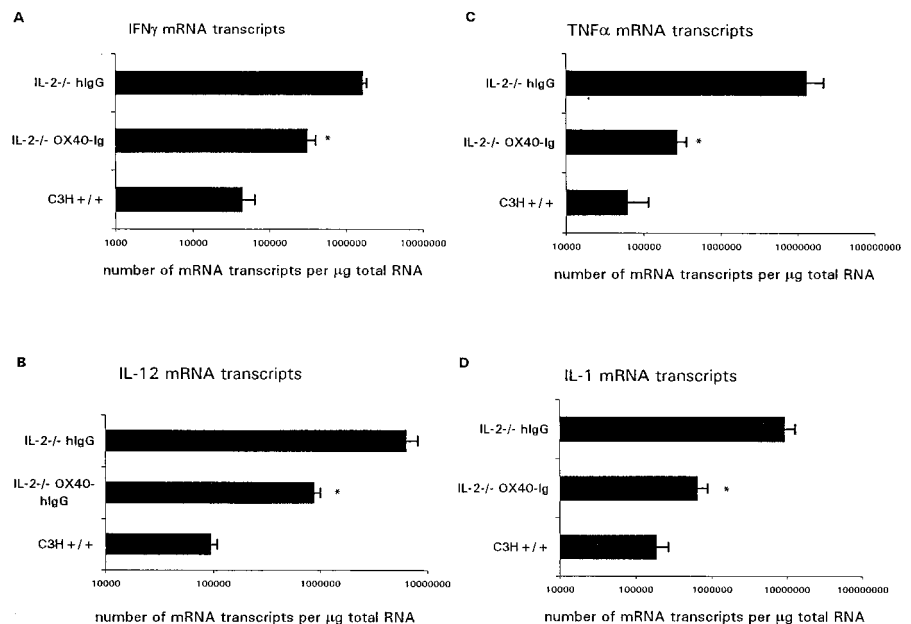 A
IFNγ mRNA transcripts
IL-2-/- hIgG
IL-2-/- OX40-Ig
*
C3H +/+
1000 10000 100000 1000000 10000000
number of mRNA transcripts per μg total RNA
C
TNFα mRNA transcripts
IL-2-/- hIgG
IL-2-/- OX40-Ig
*
C3H +/+
10000 100000 1000000 10000000 100000000
number of mRNA transcripts per μg total RNA
B
IL-12 mRNA transcripts
IL-2-/- hIgG
IL-2-/- OX40-
hIgG
*
C3H +/+
10000 100000 1000000 10000000
number of mRNA transcripts per μg total RNA
D
IL-1 mRNA transcripts
IL-2-/- hIgG
IL-2-/- OX40-Ig
*
C3H +/+
10000 100000 1000000 10000000 100000000
number of mRNA transcripts per μg total RNA